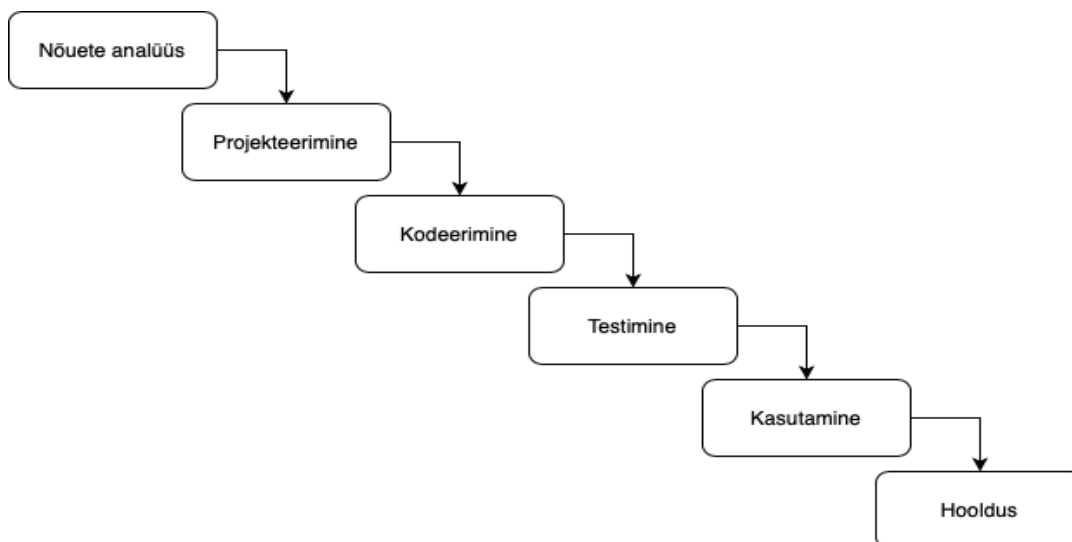 Nõuete analüüs
Projekteerimine
Kodeerimine
Testimine
Kasutamine
Hooldus